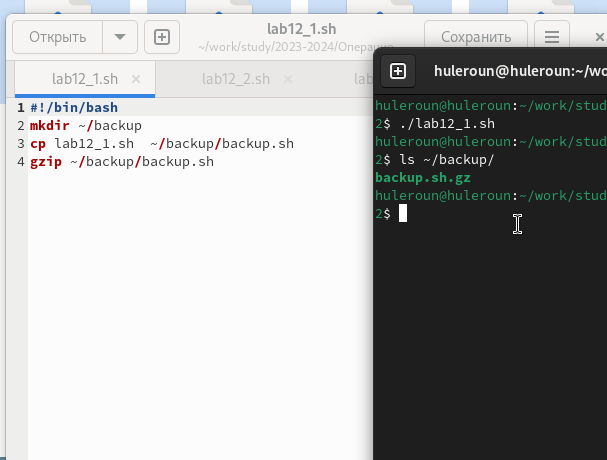 Открыть
lab12_1.sh
~/work/study/2023-2024/Операцио
Сохранить
lab12_1.sh
lab12_2.sh
lab
1 #!/bin/bash
2 mkdir ~/backup
3 cp lab12_1.sh  ~/backup/backup.sh
4 gzip ~/backup/backup.sh
huleroun@huleroun:~/wo
huleroun@huleroun:~/work/stud
2$ ./lab12_1.sh
huleroun@huleroun:~/work/stud
2$ ls ~/backup/
backup.sh.gz
huleroun@huleroun:~/work/stud
2$